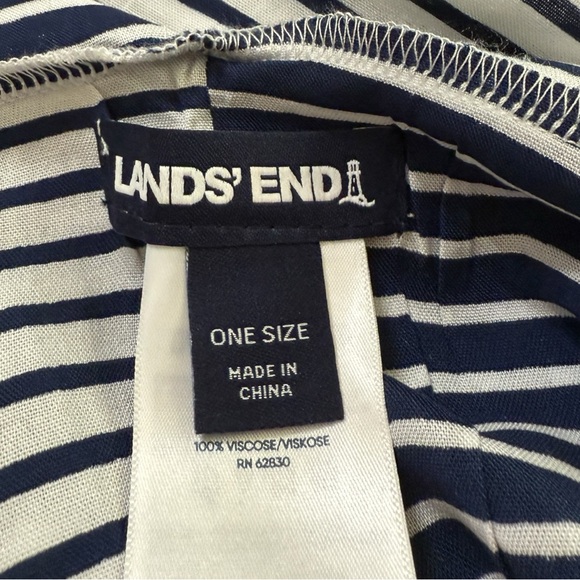 LANDS' END
ONE SIZE
MADE IN
CHINA
100% VISCOSE/VISKOSE
RN 62830